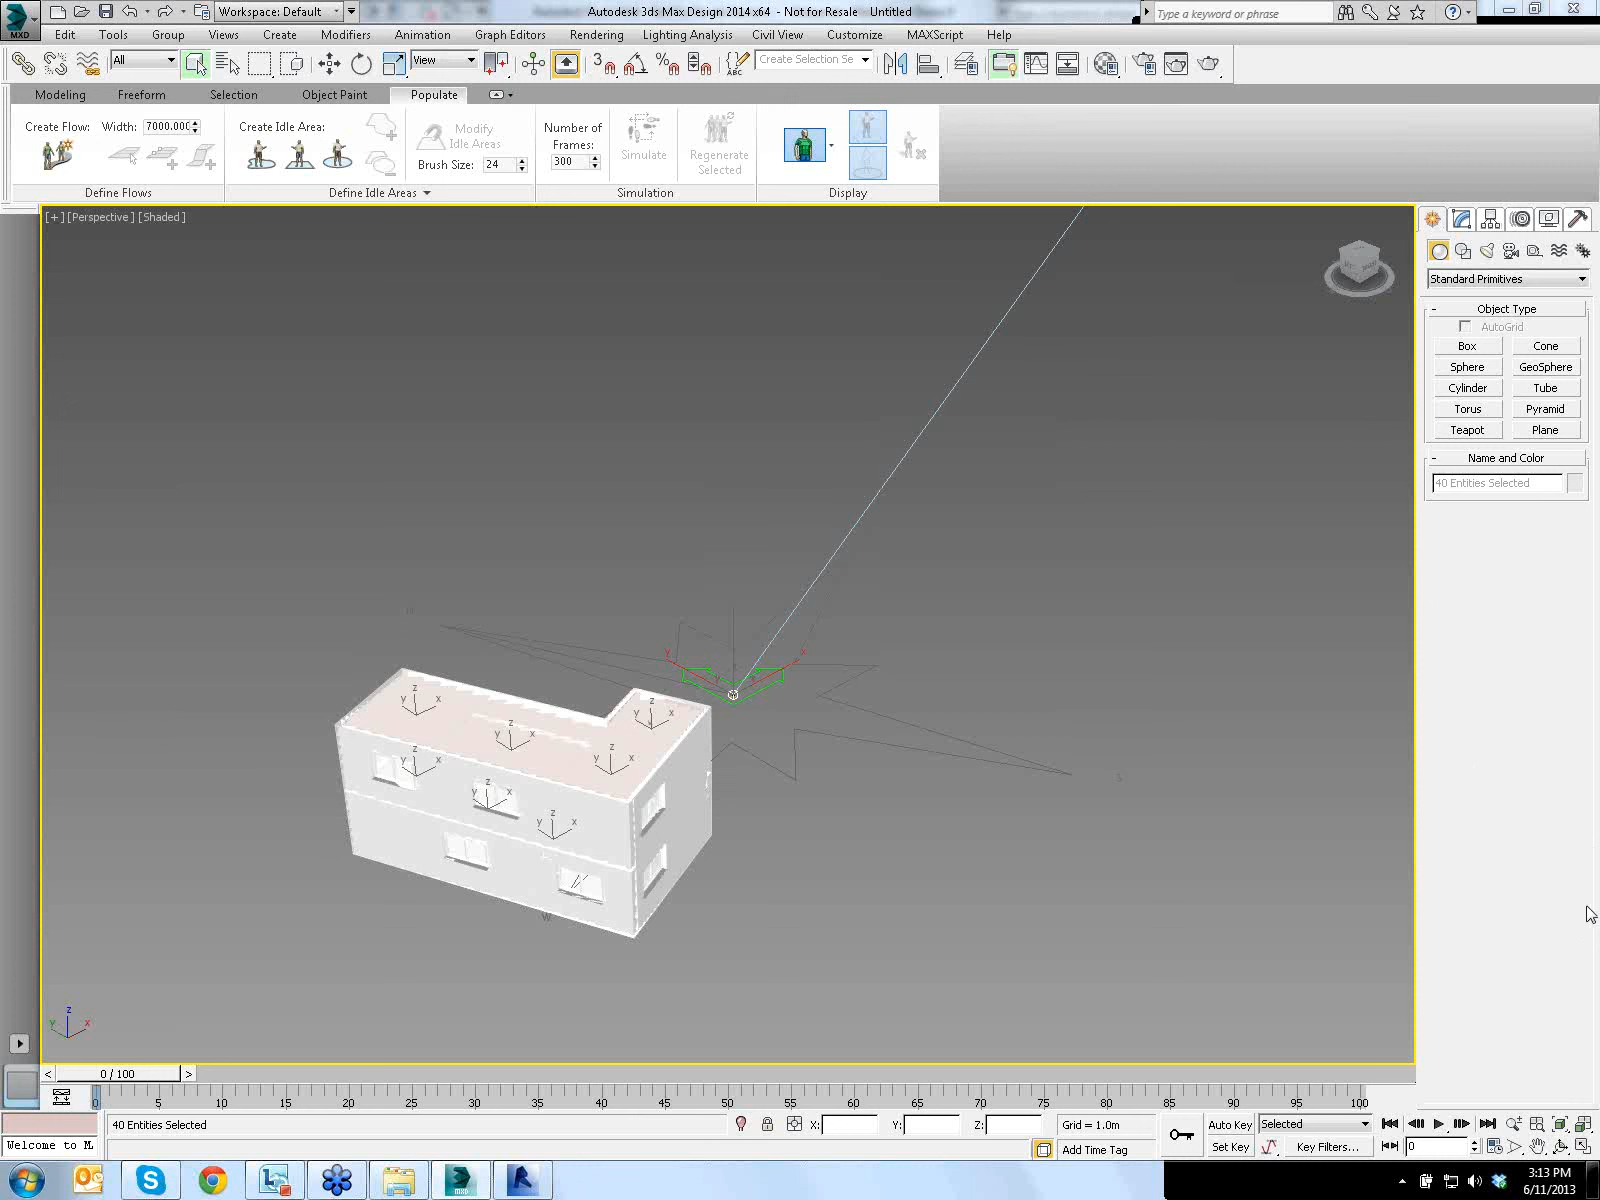 Workspace: Default
Autodesk 3ds Max Design 2014 x64 - Not for Resale Untitled
Type a keyword or phrase
MXD
Edit Tools Group Views Create Modifiers Animation Graph Editors Rendering Lighting Analysis Civil View Customize MAXScript Help
All
View
3
ABC
Create Selection Se
Modeling Freeform Selection Object Paint Populate
Create Flow: Width: 7000.000
Create Idle Area:
Modify
Idle Areas
Brush Size: 24
Number of
Frames:
300
Simulate
Regenerate
Selected
Define Flows Define Idle Areas Simulation Display
[+] [Perspective] [Shaded]
Standard Primitives
- Object Type
AutoGrid
Box Cone
Sphere GeoSphere
Cylinder Tube
Torus Pyramid
Teapot Plane
- Name and Color
40 Entities Selected
y x
z
y x
z
y x
z
y x
z
y x
z
y x
z
y x
z
y x
W
z
y x
< 0 / 100 >
0 5 10 15 20 25 30 35 40 45 50 55 60 65 70 75 80 85 90 95 100
40 Entities Selected X: Y: Z: Grid = 1.0m Auto Key Selected
Welcome to M. Add Time Tag Set Key Key Filters... 0
MXD
3:13 PM
6/11/2013